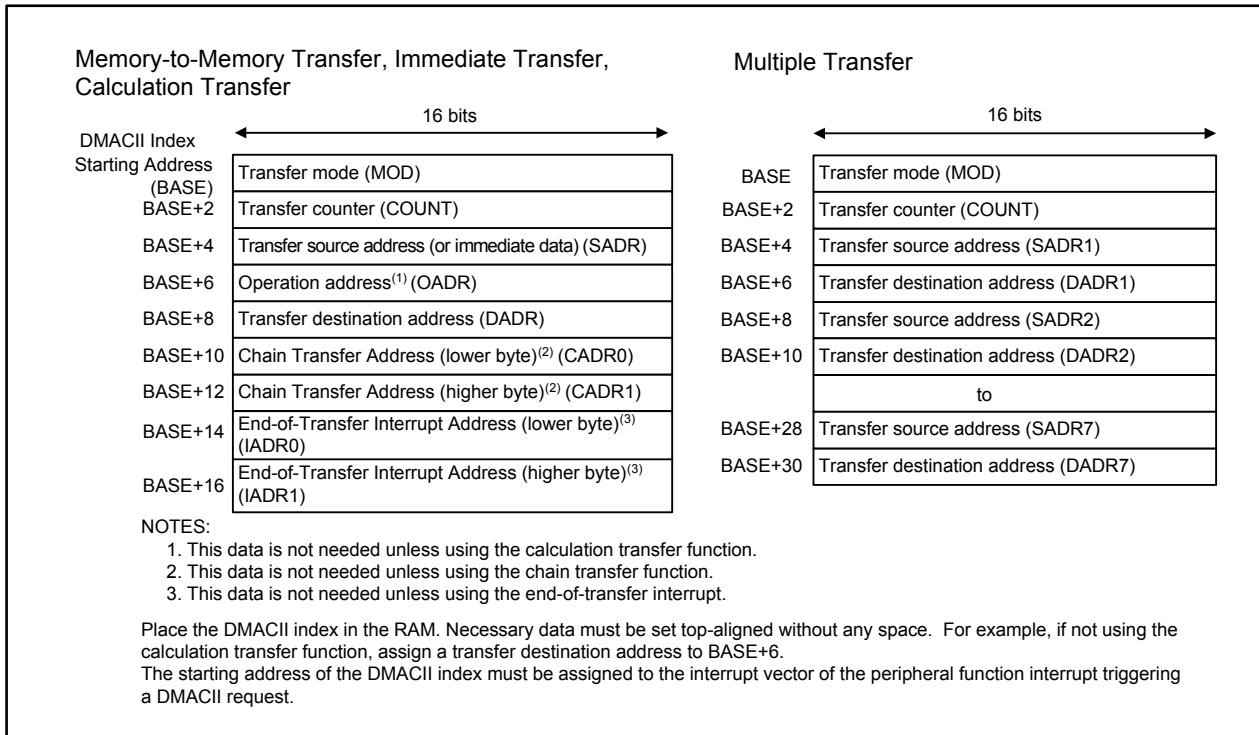 Memory-to-Memory Transfer, Immediate Transfer,
Calculation Transfer
16 bits
DMACII Index
Starting Address
(BASE)
Transfer mode (MOD)
BASE+2 Transfer counter (COUNT)
BASE+4 Transfer source address (or immediate data) (SADR)
BASE+6 Operation address(1) (OADR)
BASE+8 Transfer destination address (DADR)
BASE+10 Chain Transfer Address (lower byte)(2) (CADR0)
BASE+12 Chain Transfer Address (higher byte)(2) (CADR1)
BASE+14 End-of-Transfer Interrupt Address (lower byte)(3)
(IADR0)
BASE+16 End-of-Transfer Interrupt Address (higher byte)(3)
(IADR1)
Multiple Transfer
16 bits
BASE Transfer mode (MOD)
BASE+2 Transfer counter (COUNT)
BASE+4 Transfer source address (SADR1)
BASE+6 Transfer destination address (DADR1)
BASE+8 Transfer source address (SADR2)
BASE+10 Transfer destination address (DADR2)
to
BASE+28 Transfer source address (SADR7)
BASE+30 Transfer destination address (DADR7)
NOTES:
1. This data is not needed unless using the calculation transfer function.
2. This data is not needed unless using the chain transfer function.
3. This data is not needed unless using the end-of-transfer interrupt.
Place the DMACII index in the RAM. Necessary data must be set top-aligned without any space. For example, if not using the
calculation transfer function, assign a transfer destination address to BASE+6.
The starting address of the DMACII index must be assigned to the interrupt vector of the peripheral function interrupt triggering
a DMACII request.